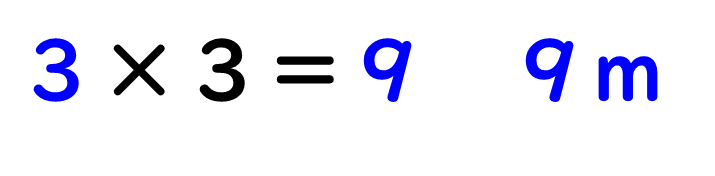 3 × 3 = 9 9 m